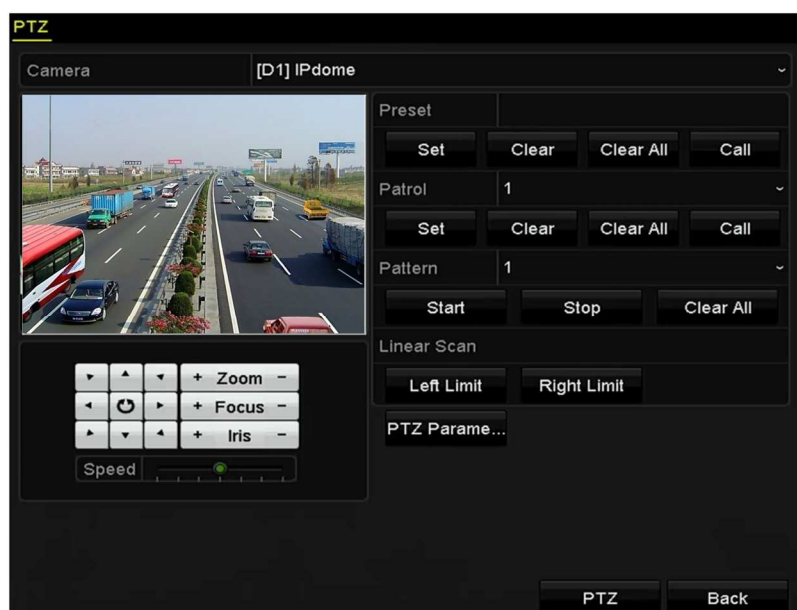 PTZ
Camera [D1] IPdome
Preset
Set Clear Clear All Call
Patrol 1
Set Clear Clear All Call
Pattern 1
Start Stop Clear All
Linear Scan
Left Limit Right Limit
PTZ Parame...
+ Zoom −
+ Focus −
+ Iris −
Speed
PTZ Back